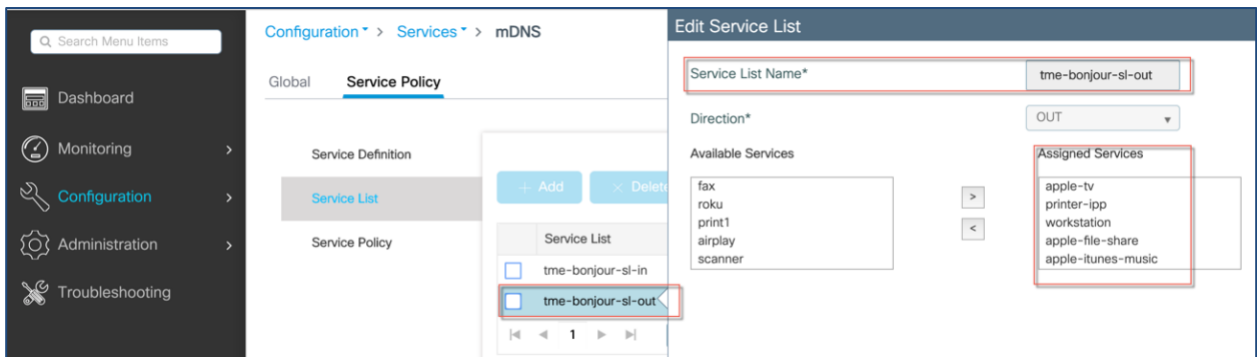 Search Menu Items
Dashboard
Monitoring
Configuration
Administration
Troubleshooting
Configuration > Services > mDNS
Global Service Policy
Service Definition
Service List
Service Policy
+ Add × Delete
Service List
tme-bonjour-sl-in
tme-bonjour-sl-out
1
Edit Service List
Service List Name* tme-bonjour-sl-out
Direction* OUT
Available Services
fax
roku
print1
airplay
scanner
>
<
Assigned Services
apple-tv
printer-ipp
workstation
apple-file-share
apple-itunes-music